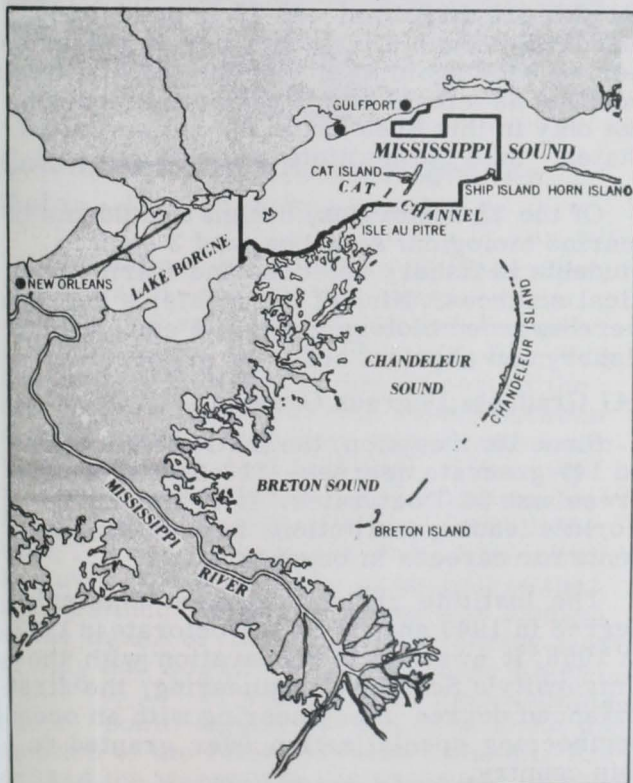 GULFPORT
MISSISSIPPI SOUND
CAT ISLAND
CAT I
CHANNEL
SHIP ISLAND
HORN ISLAND
ISLE AU PITRE
NEW ORLEANS
LAKE BORGNE
CHANDELEUR
SOUND
CHANDELEUR ISLAND
BRETON SOUND
BRETON ISLAND
MISSISSIPPI
RIVER